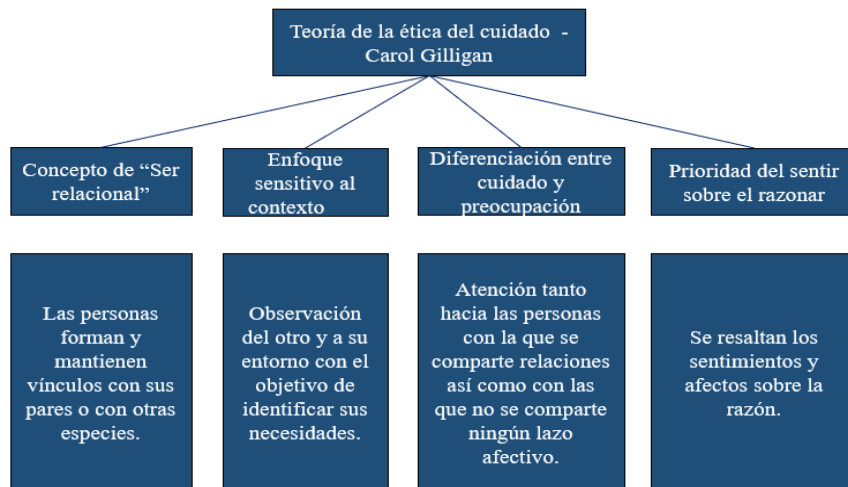 Teoría de la ética del cuidado -
Carol Gilligan
Concepto de “Ser
relacional”
Enfoque
sensitivo al
contexto
Diferenciación entre
cuidado y
preocupación
Prioridad del sentir
sobre el razonar
Las personas
forman y
mantienen
vínculos con sus
pares o con otras
especies.
Observación
del otro y a su
entorno con el
objetivo de
identificar sus
necesidades.
Atención tanto
hacia las personas
con la que se
comparte relaciones
así como con las
que no se comparte
ningún lazo
afectivo.
Se resaltan los
sentimientos y
afectos sobre la
razón.